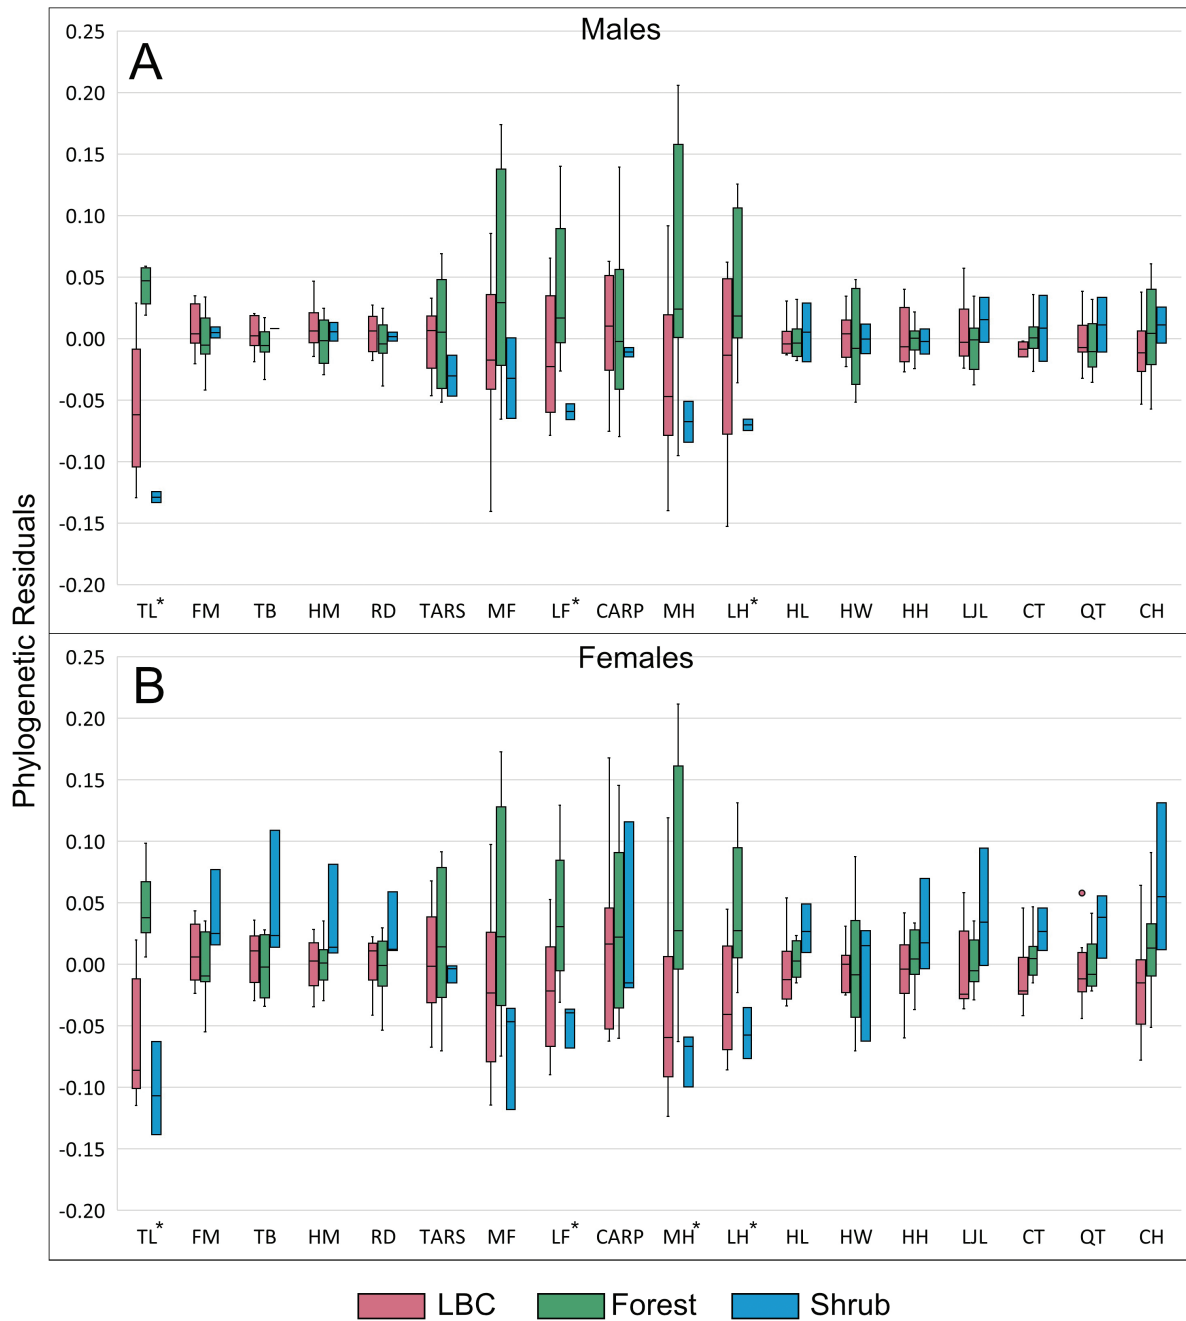 Males
A
0.25
0.20
0.15
0.10
0.05
0.00
-0.05
-0.10
-0.15
-0.20
TL* FM TB HM RD TARS MF LF* CARP MH LH* HL HW HH LJL CT QT CH
Phylogenetic Residuals
Females
B
0.25
0.20
0.15
0.10
0.05
0.00
-0.05
-0.10
-0.15
-0.20
TL* FM TB HM RD TARS MF LF* CARP MH* LH* HL HW HH LJL CT QT CH
LBC Forest Shrub